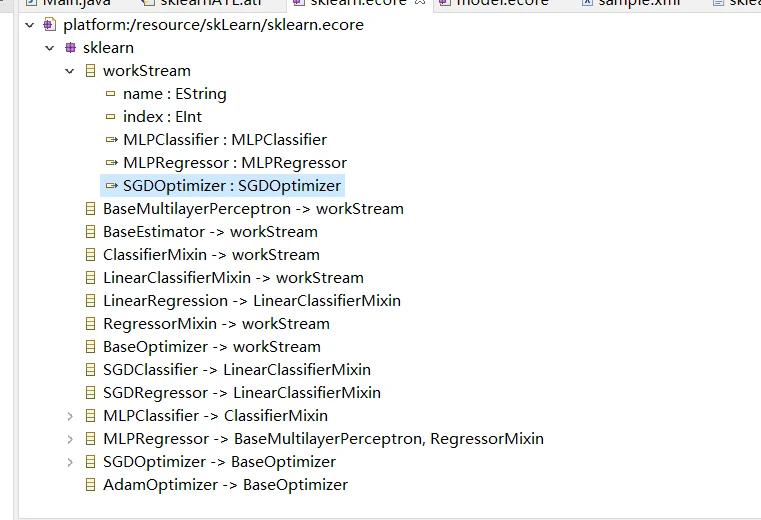 Main.java sklearnATL.atl sklearn.ecore model.ecore sample.xml
platform:/resource/skLearn/sklearn.ecore
sklearn
workStream
name : EString
index : EInt
MLPClassifier : MLPClassifier
MLPRegressor : MLPRegressor
SGDOptimizer : SGDOptimizer
BaseMultilayerPerceptron -> workStream
BaseEstimator -> workStream
ClassifierMixin -> workStream
LinearClassifierMixin -> workStream
LinearRegression -> LinearClassifierMixin
RegressorMixin -> workStream
BaseOptimizer -> workStream
SGDClassifier -> LinearClassifierMixin
SGDRegressor -> LinearClassifierMixin
MLPClassifier -> ClassifierMixin
MLPRegressor -> BaseMultilayerPerceptron, RegressorMixin
SGDOptimizer -> BaseOptimizer
AdamOptimizer -> BaseOptimizer